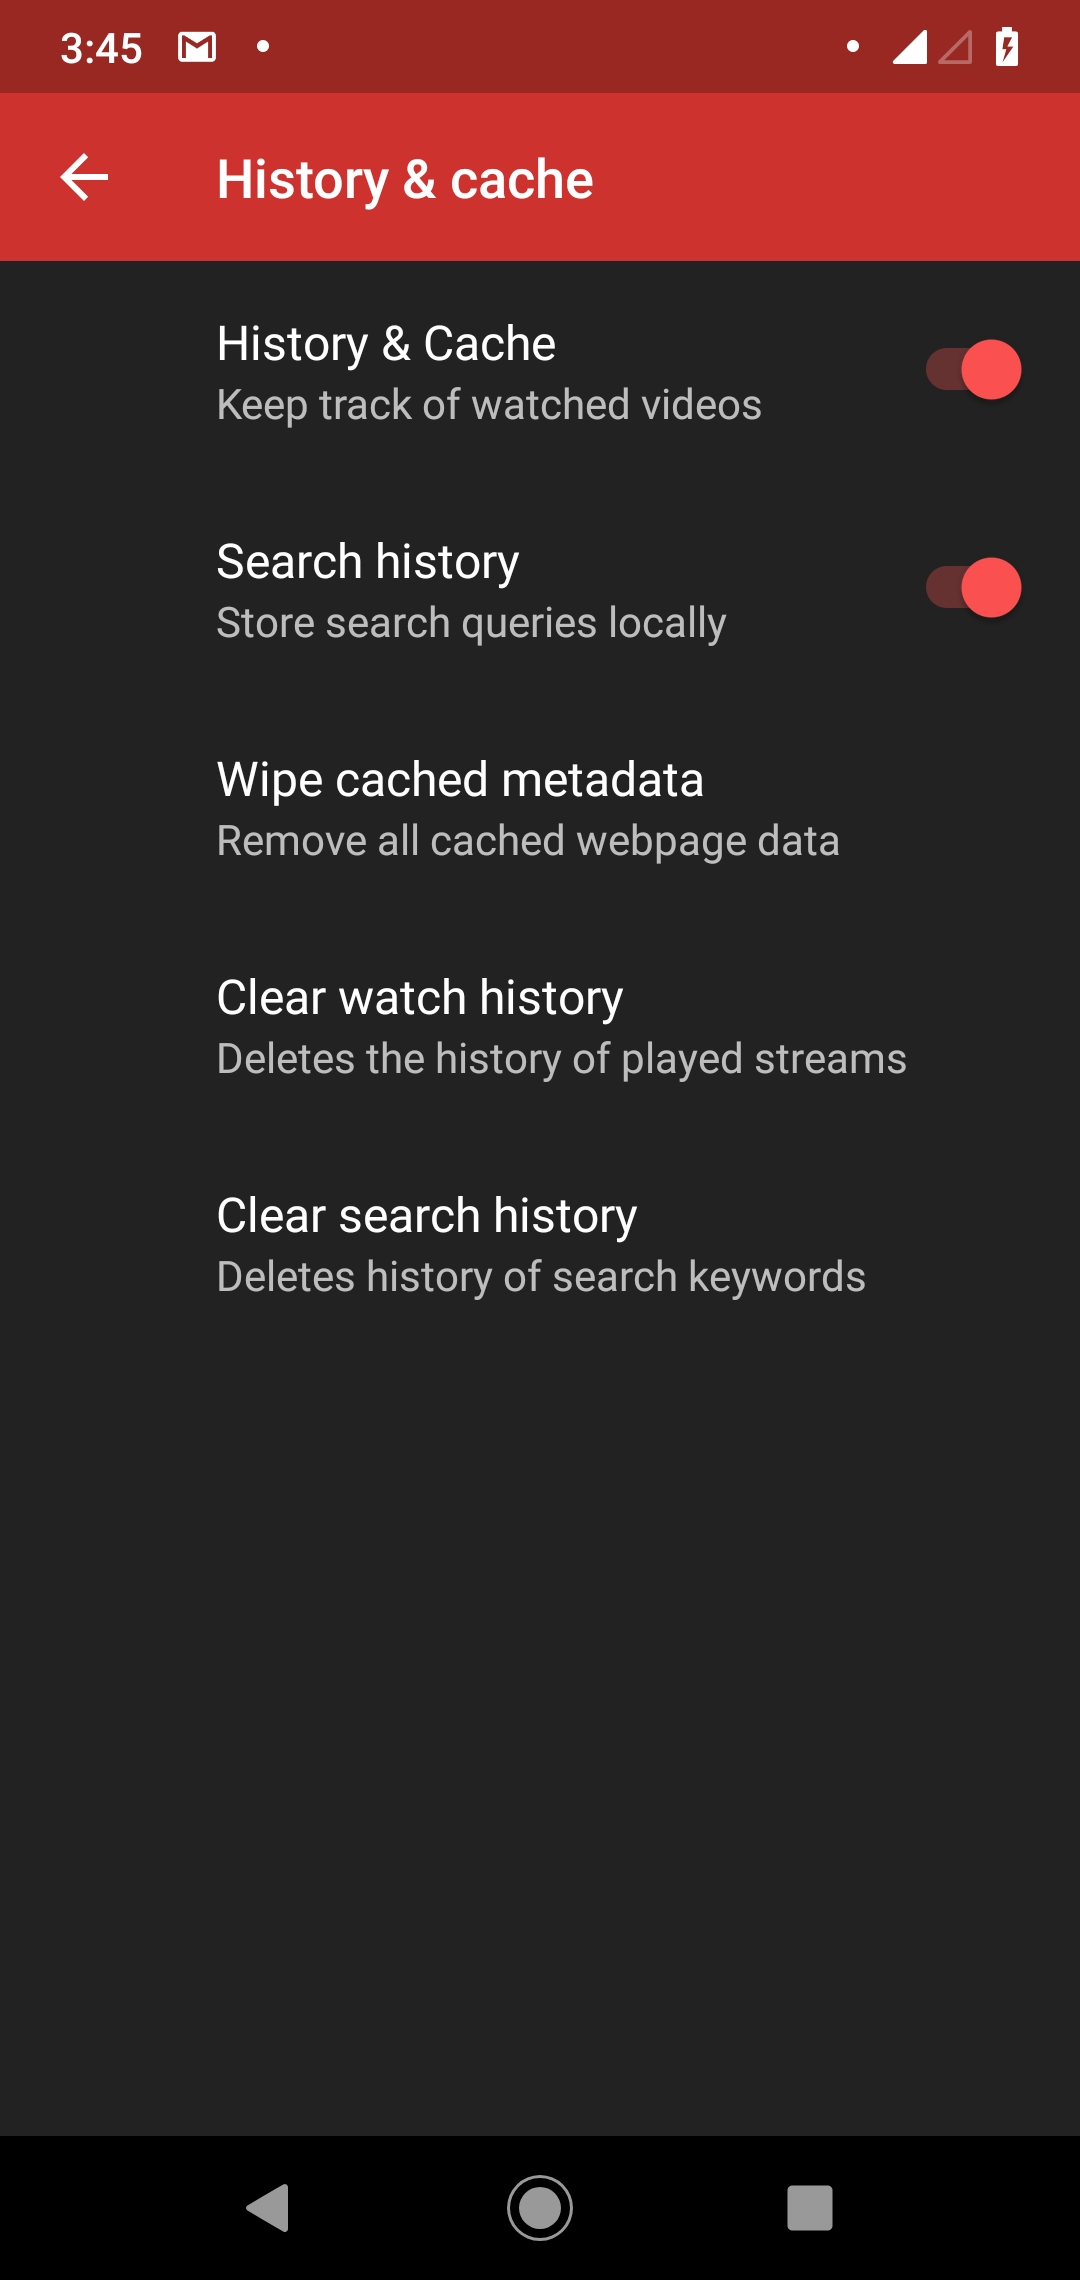 3:45
History & cache
History & Cache
Keep track of watched videos
Search history
Store search queries locally
Wipe cached metadata
Remove all cached webpage data
Clear watch history
Deletes the history of played streams
Clear search history
Deletes history of search keywords